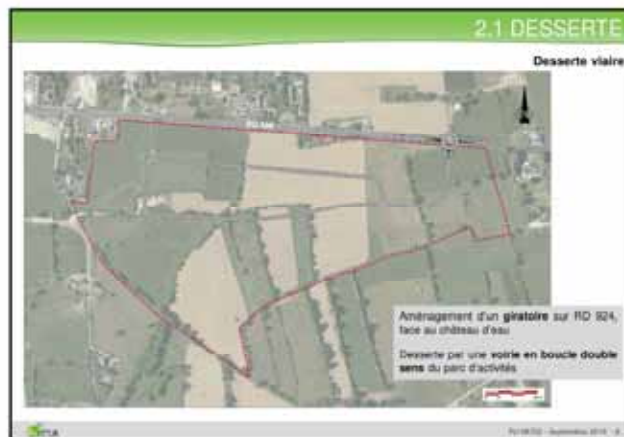 2.1 DESSERTE
Desserte viaire
Aménagement d'un giratoire sur RD 924,
face au château d'eau
Desserte par une voirie en boucle double
sens du parc d'activités